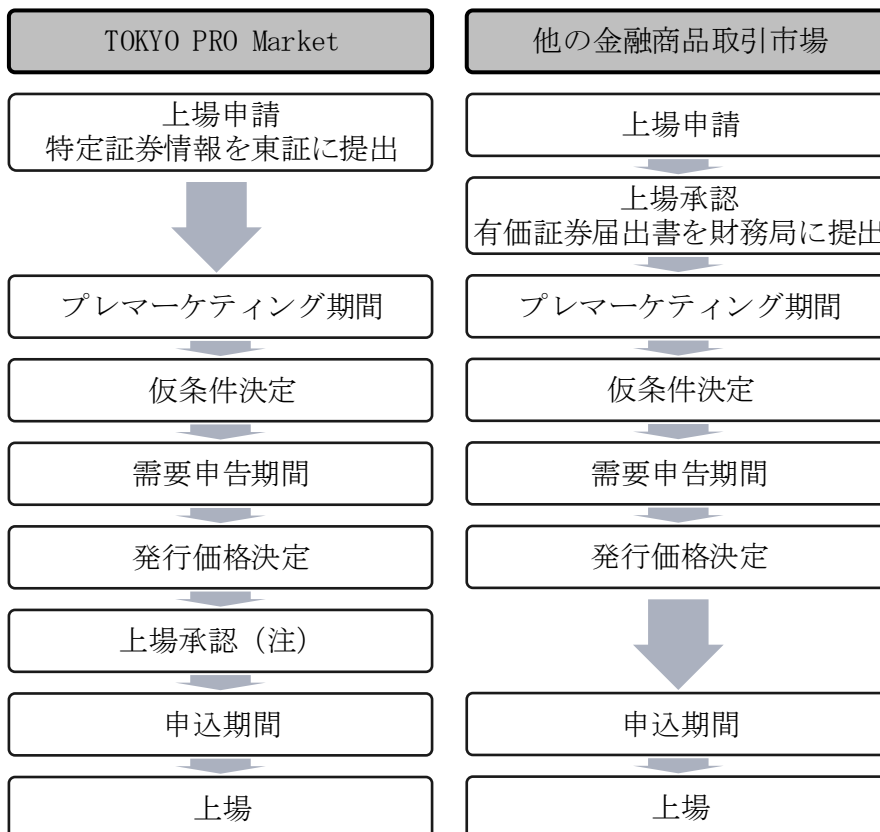 TOKYO PRO Market
上場申請
特定証券情報を東証に提出
プレマーケティング期間
仮条件決定
需要申告期間
発行価格決定
上場承認（注）
申込期間
上場
他の金融商品取引市場
上場申請
上場承認
有価証券届出書を財務局に提出
プレマーケティング期間
仮条件決定
需要申告期間
発行価格決定
申込期間
上場